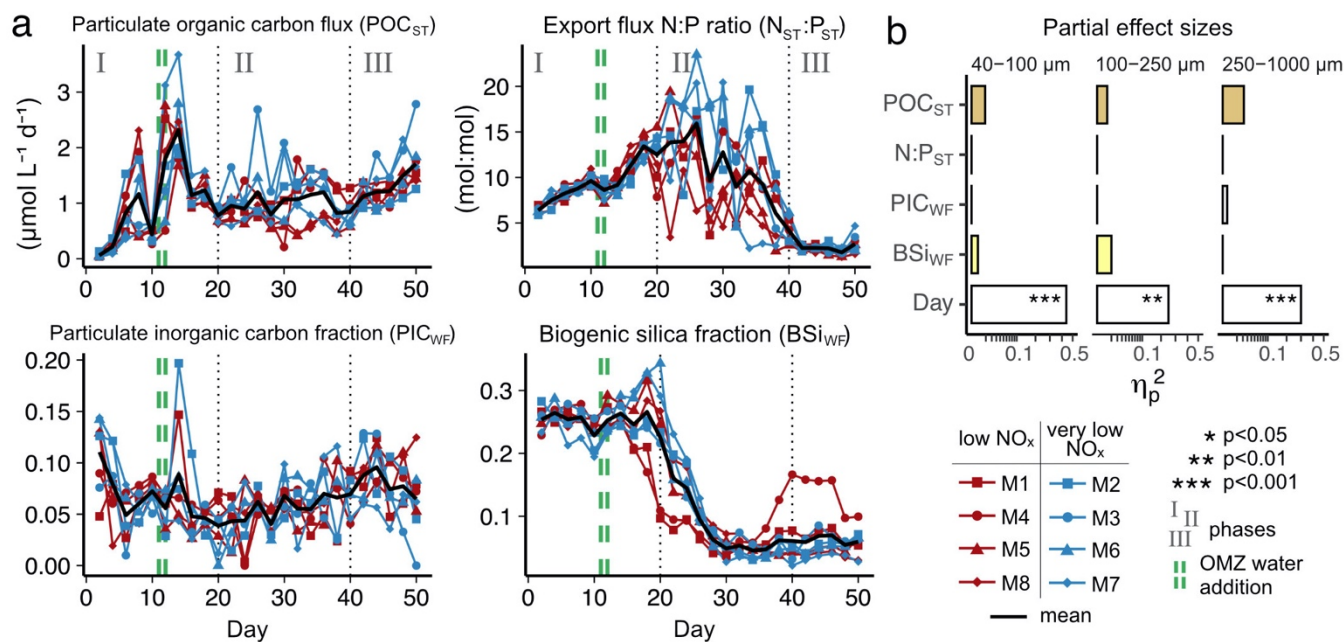 a
Particulate organic carbon flux (POC_ST)
I
II
III
(µmol L⁻¹ d⁻¹)
3
2
1
0
0 10 20 30 40 50
Export flux N:P ratio (N_ST:P_ST)
I
II
III
(mol:mol)
20
15
10
5
0 10 20 30 40 50
Particulate inorganic carbon fraction (PIC_WF)
0.20
0.15
0.10
0.05
0.00
0 10 20 30 40 50
Day
Biogenic silica fraction (BSi_WF)
0.3
0.2
0.1
0 10 20 30 40 50
Day
b
Partial effect sizes
40−100 µm 100−250 µm 250−1000 µm
POC_ST
N:P_ST
PIC_WF
BSi_WF
Day *** ** ***
0 0.1 0.5 0.1 0.5 0.1 0.5
η_p²
low NOₓ
very low
NOₓ
M1 M2
M4 M3
M5 M6
M8 M7
mean
* p<0.05
** p<0.01
*** p<0.001
I II III phases
OMZ water
addition